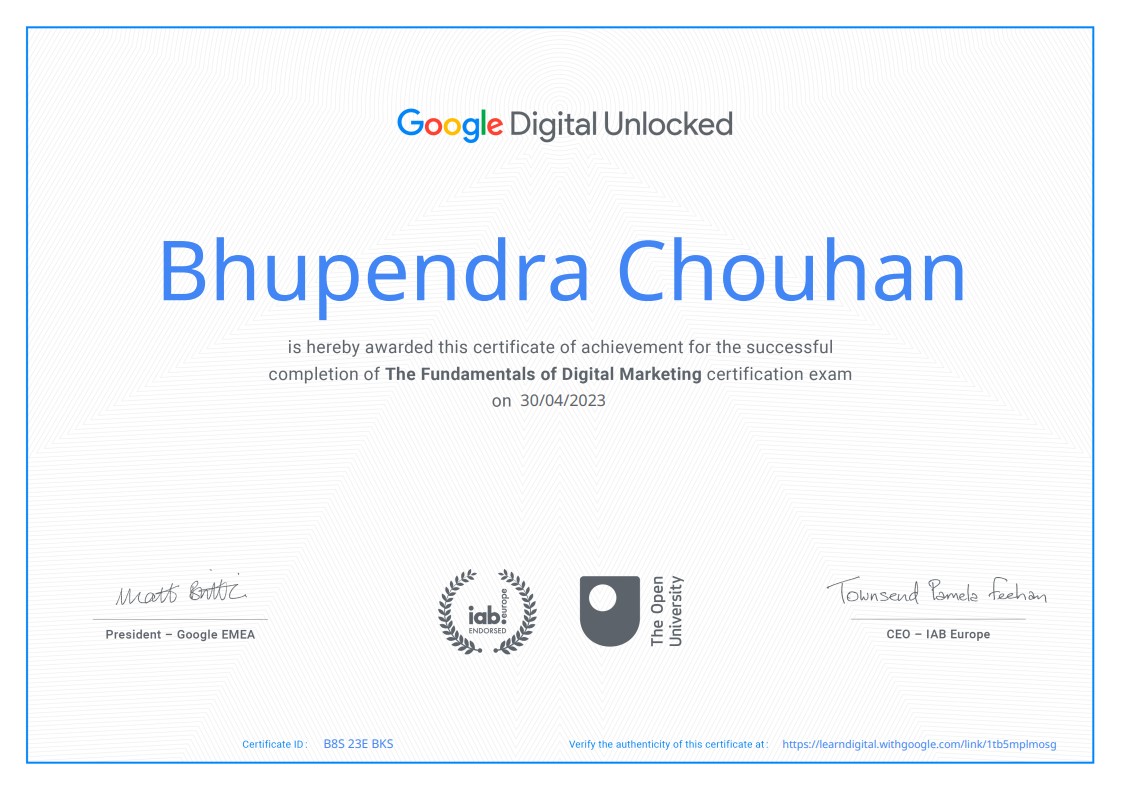 Google Digital Unlocked
Bhupendra Chouhan
is hereby awarded this certificate of achievement for the successful
completion of The Fundamentals of Digital Marketing certification exam
on 30/04/2023
Matt Brittin
President – Google EMEA
iab europe
ENDORSED
The Open
University
Townsend Pamela Feehan
CEO – IAB Europe
Certificate ID : B8S 23E BKS
Verify the authenticity of this certificate at : https://learndigital.withgoogle.com/link/1tb5mplmosg